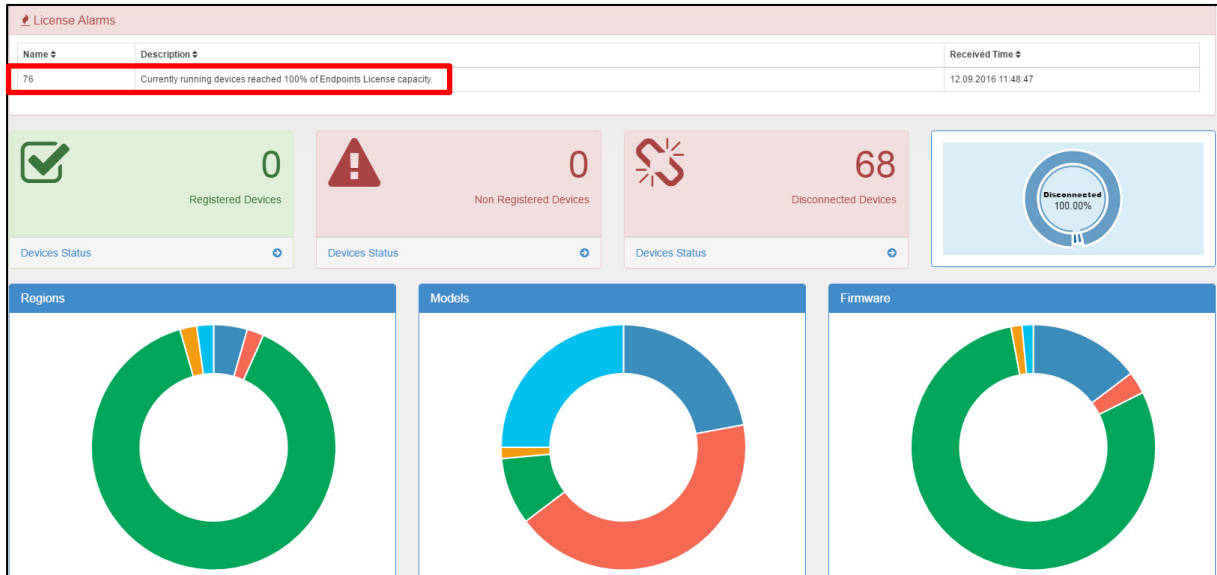 License Alarms
Name Description Received Time
76 Currently running devices reached 100% of Endpoints License capacity. 12.09.2016 11:48:47
0
Registered Devices
Devices Status
0
Non Registered Devices
Devices Status
68
Disconnected Devices
Devices Status
Disconnected
100.00%
Regions
Models
Firmware